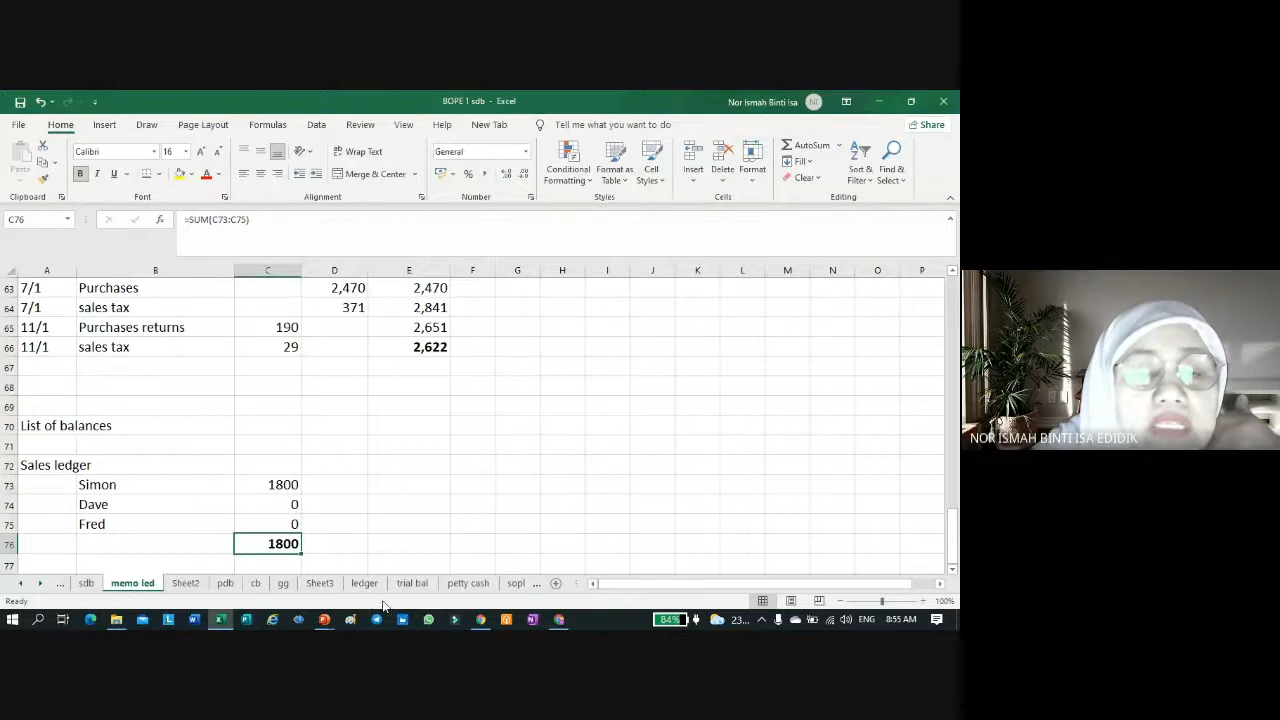 BOPE 1 sdb - Excel
Nor Ismah Binti Isa NI
File Home Insert Draw Page Layout Formulas Data Review View Help New Tab Tell me what you want to do Share
Paste
Calibri 16
B I U
Wrap Text
Merge & Center
General
Conditional Formatting
Format as Table
Cell Styles
Insert Delete Format
AutoSum
Fill
Clear
Sort & Filter
Find & Select
Clipboard Font Alignment Number Styles Cells Editing
C76 fx =SUM(C73:C75)
A B C D E F G H I J K L M N O P
63 7/1 Purchases 2,470 2,470
64 7/1 sales tax 371 2,841
65 11/1 Purchases returns 190 2,651
66 11/1 sales tax 29 2,622
67
68
69
70 List of balances
71
72 Sales ledger
73 Simon 1800
74 Dave 0
75 Fred 0
76 1800
77
... sdb memo led Sheet2 pdb cb gg Sheet3 ledger trial bal petty cash sopl ...
Ready 100%
84% 23... ENG 8:55 AM
NOR ISMAH BINTI ISA EDIDIK